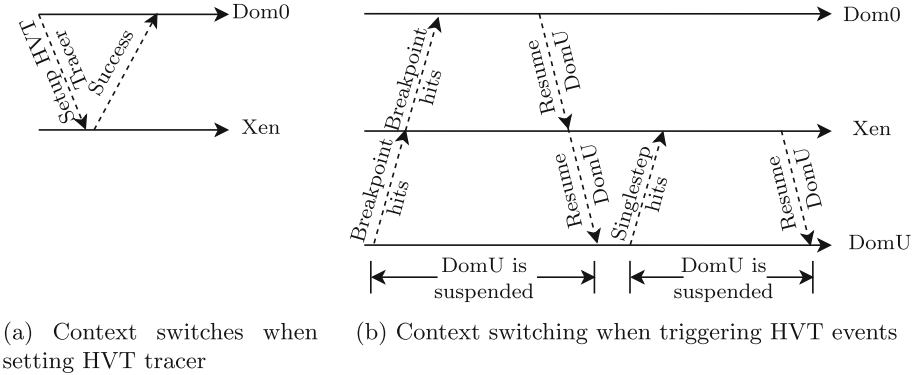 Dom0
Setup HVT
Tracer
Success
Xen
(a) Context switches when
setting HVT tracer
Dom0
Breakpoint
hits
Resume
DomU
Xen
Breakpoint
hits
Resume
DomU
Singlestep
hits
Resume
DomU
DomU
DomU is
suspended
DomU is
suspended
(b) Context switching when triggering HVT events